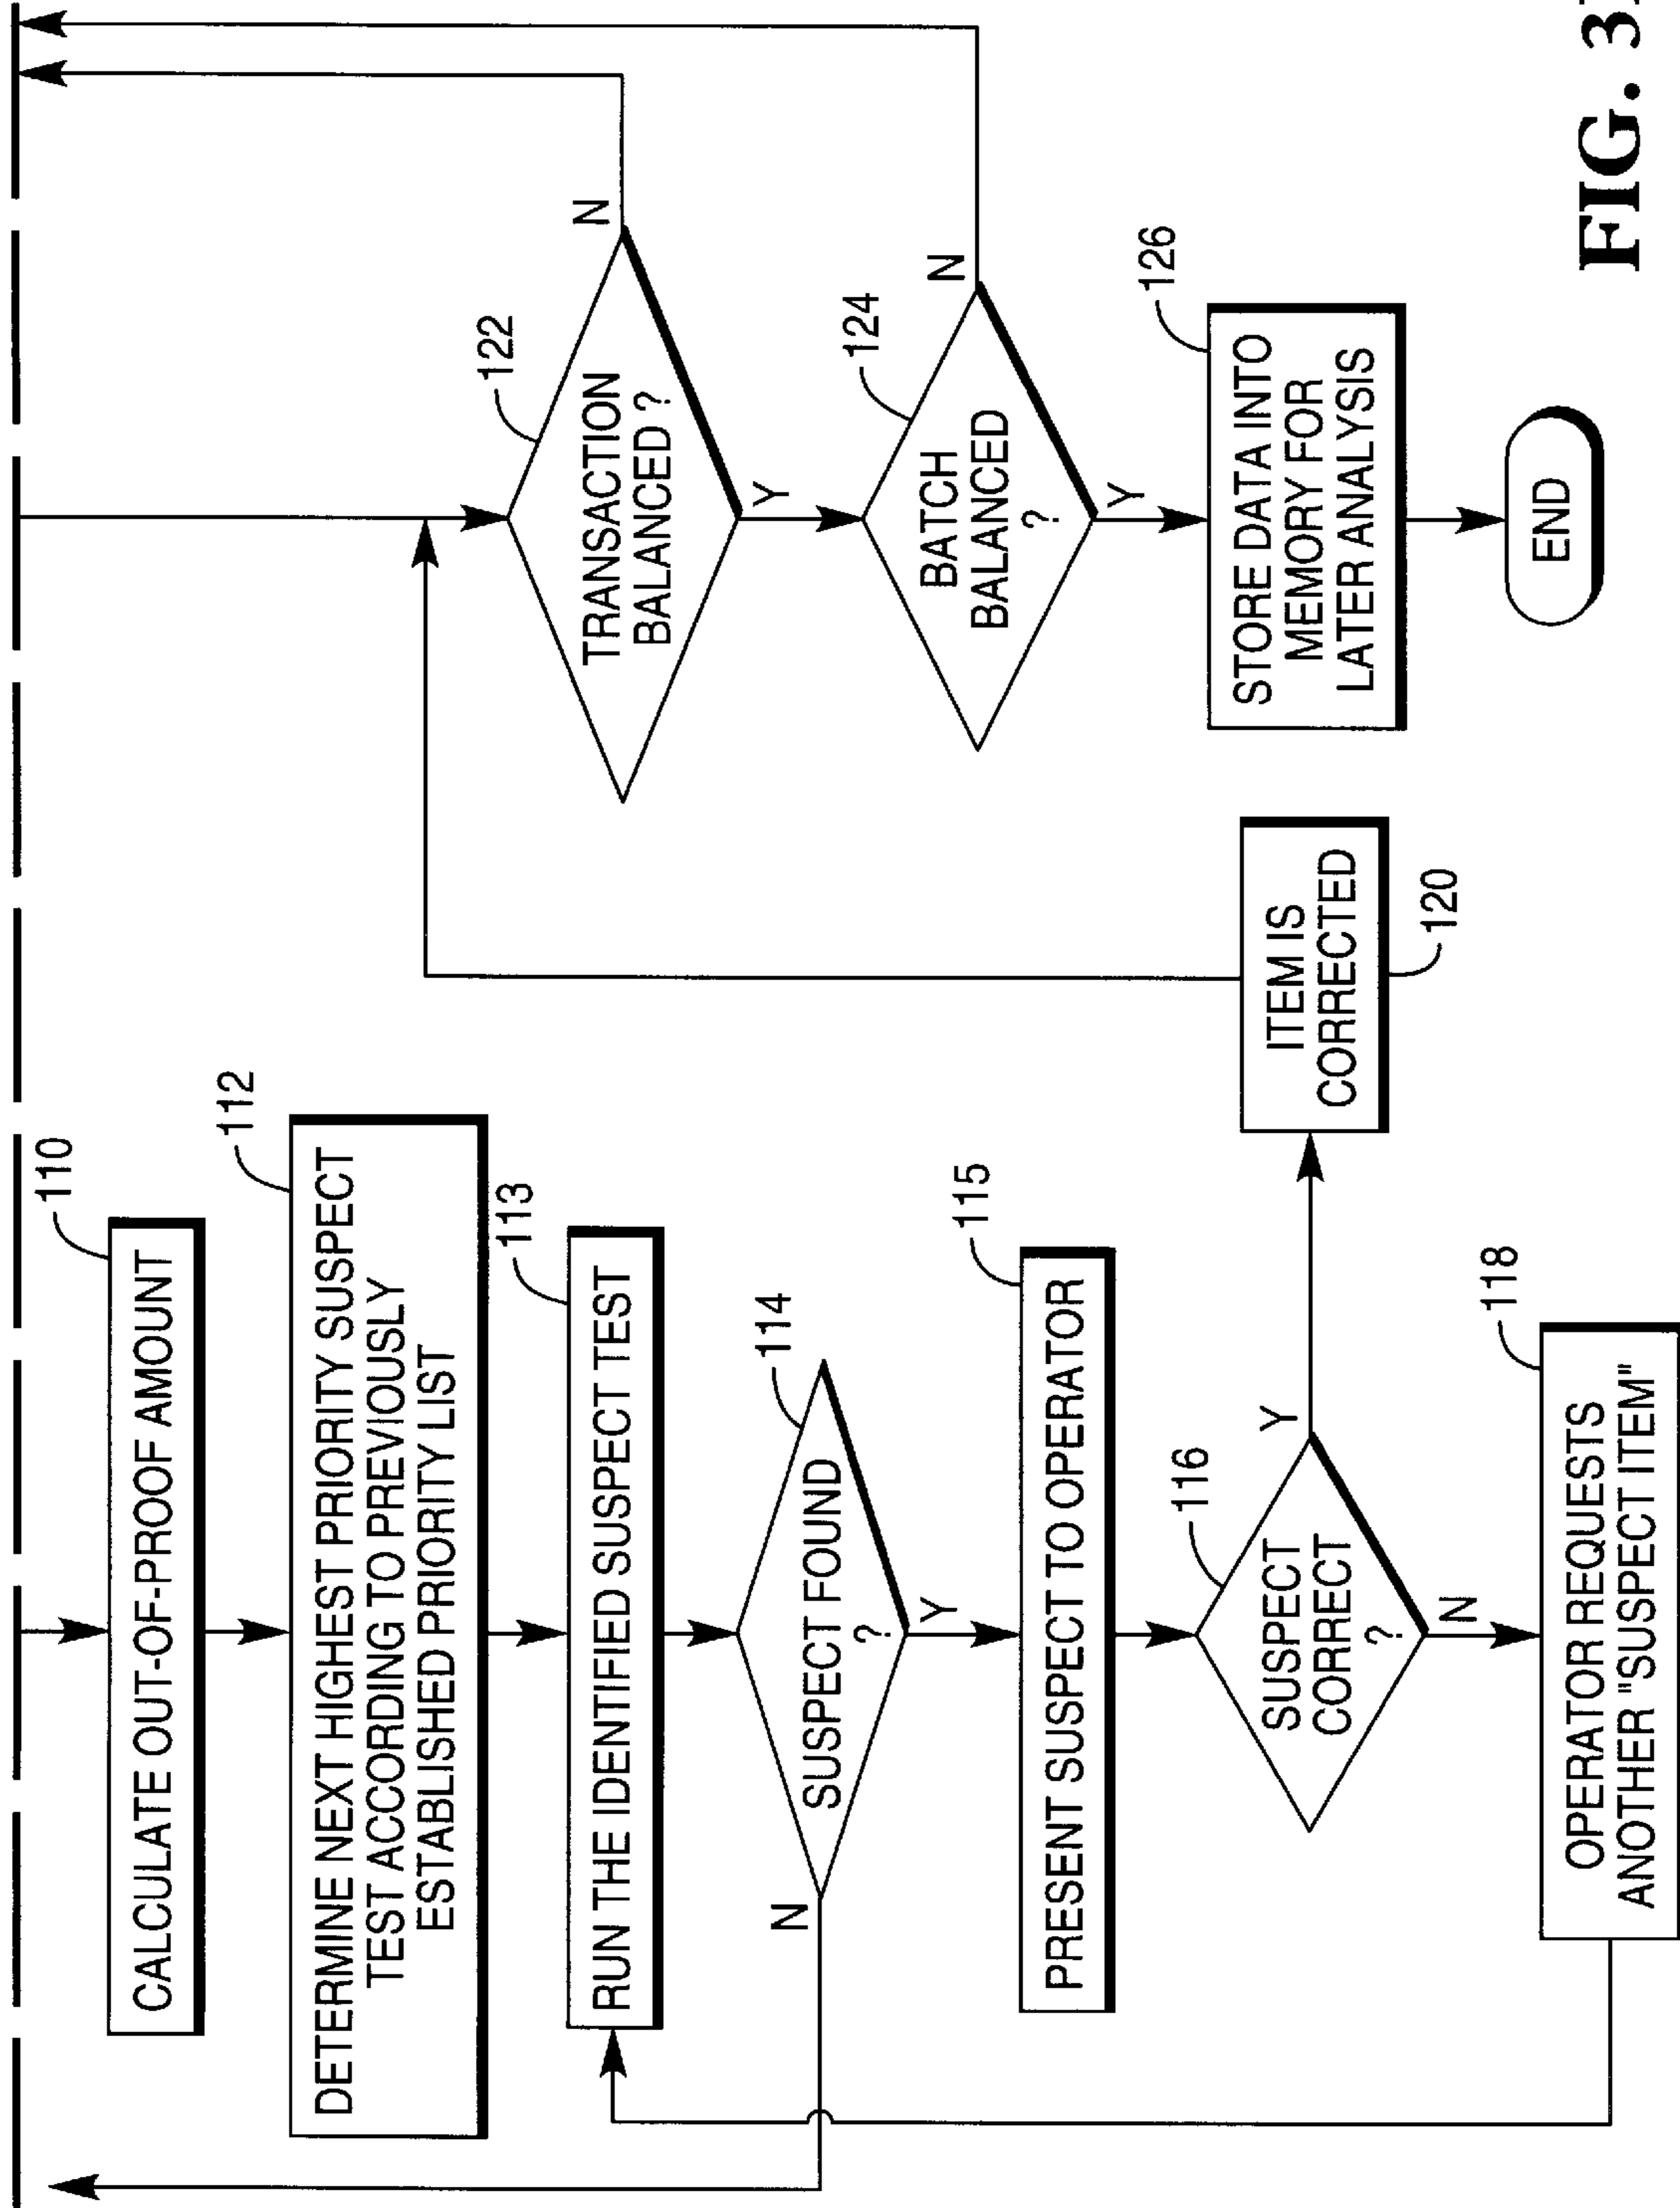 110
CALCULATE OUT-OF-PROOF AMOUNT
112
DETERMINE NEXT HIGHEST PRIORITY SUSPECT
TEST ACCORDING TO PREVIOUSLY
ESTABLISHED PRIORITY LIST
113
RUN THE IDENTIFIED SUSPECT TEST
114
SUSPECT FOUND
?
N
Y
115
PRESENT SUSPECT TO OPERATOR
116
SUSPECT
CORRECT
?
Y
N
118
OPERATOR REQUESTS
ANOTHER "SUSPECT ITEM"
ITEM IS
CORRECTED
120
122
TRANSACTION
BALANCED ?
N
Y
124
BATCH
BALANCED
?
N
Y
126
STORE DATA INTO
MEMORY FOR
LATER ANALYSIS
END
FIG.